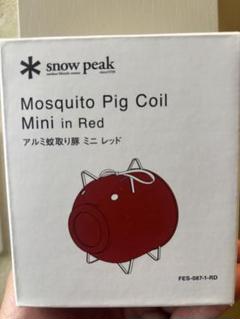 snow peak
Mosquito Pig Coil
Mini in Red
アルミ蚊取り豚 ミニ レッド
FES-087-1-RD